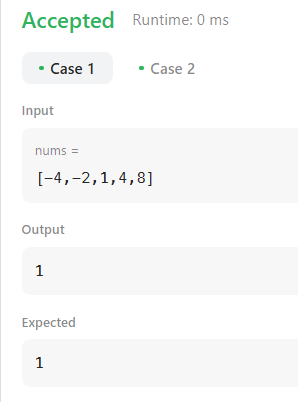 Accepted Runtime: 0 ms
• Case 1 • Case 2
Input
nums =
[-4,-2,1,4,8]
Output
1
Expected
1